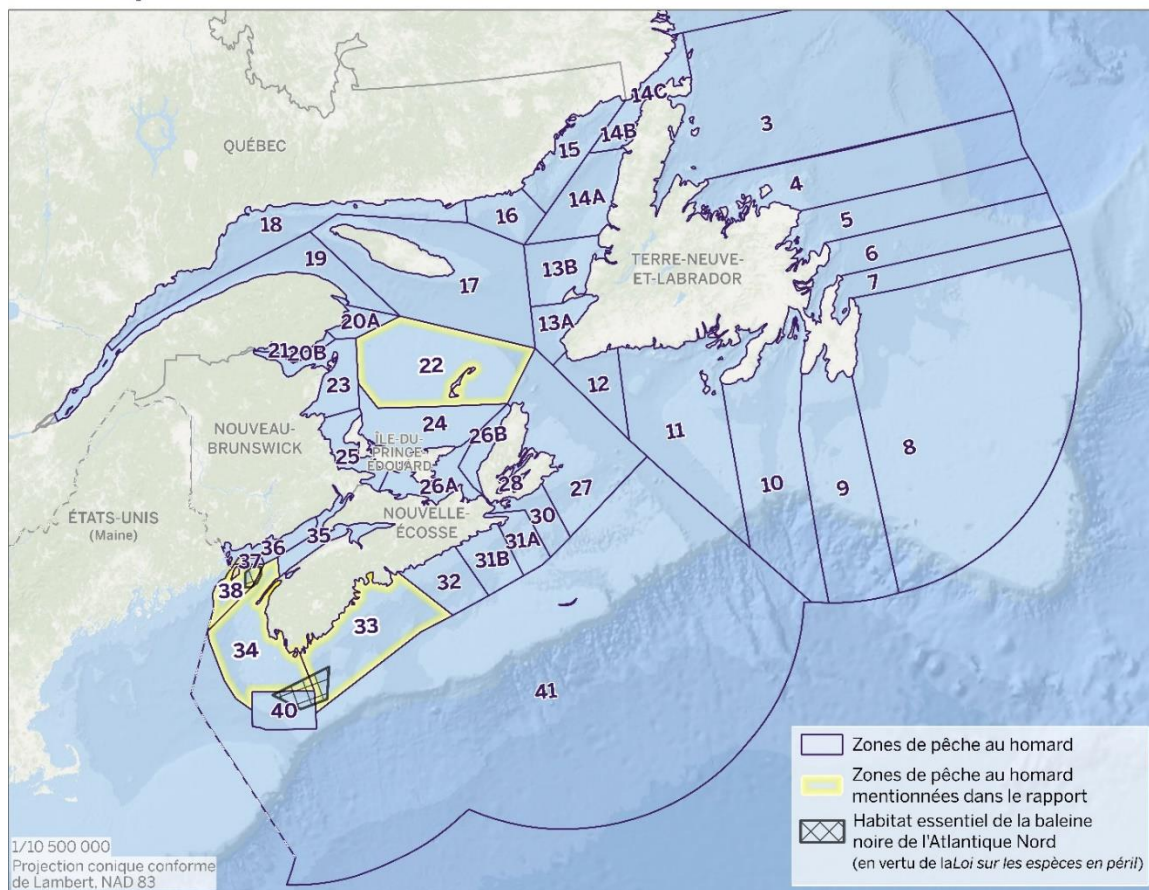 14C
3
QUÉBEC
14B
15
4
14A
18
16
5
TERRE-NEUVE-
ET-LABRADOR
6
19
13B
17
7
20A
13A
21
20B
22
12
23
24
11
8
NOUVEAU-
BRUNSWICK
26B
ÎLE-DU-
PRINCE-
ÉDOUARD
25
10
9
26A
28
27
ÉTATS-UNIS
(Maine)
NOUVELLE-
ÉCOSSE
30
35
31A
36
31B
37
32
38
33
34
41
40
Zones de pêche au homard
Zones de pêche au homard
mentionnées dans le rapport
Habitat essentiel de la baleine
noire de l'Atlantique Nord
(en vertu de laLoi sur les espèces en péril)
1/10 500 000
Projection conique conforme
de Lambert, NAD 83